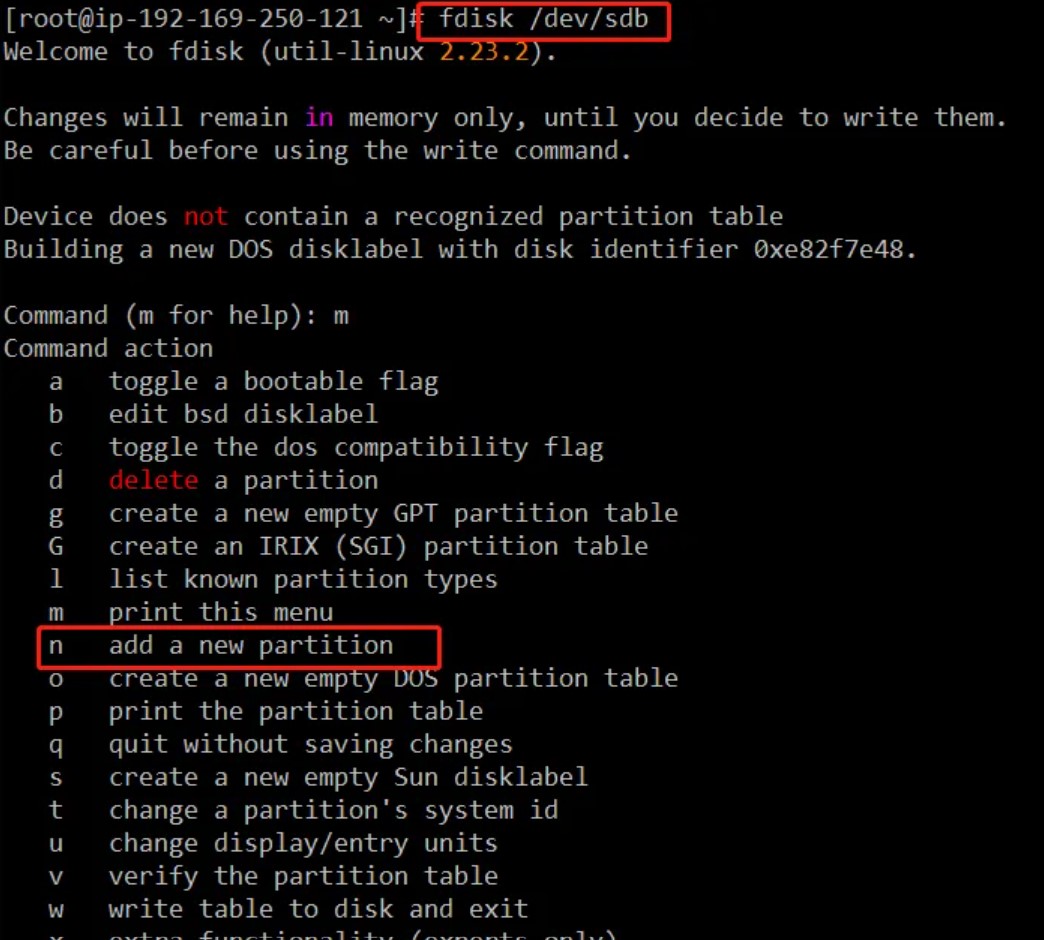 [root@ip-192-169-250-121 ~]# fdisk /dev/sdb
Welcome to fdisk (util-linux 2.23.2).
Changes will remain in memory only, until you decide to write them.
Be careful before using the write command.
Device does not contain a recognized partition table
Building a new DOS disklabel with disk identifier 0xe82f7e48.
Command (m for help): m
Command action
a   toggle a bootable flag
b   edit bsd disklabel
c   toggle the dos compatibility flag
d   delete a partition
g   create a new empty GPT partition table
G   create an IRIX (SGI) partition table
l   list known partition types
m   print this menu
n   add a new partition
o   create a new empty DOS partition table
p   print the partition table
q   quit without saving changes
s   create a new empty Sun disklabel
t   change a partition's system id
u   change display/entry units
v   verify the partition table
w   write table to disk and exit
x   extra functionality (experts only)